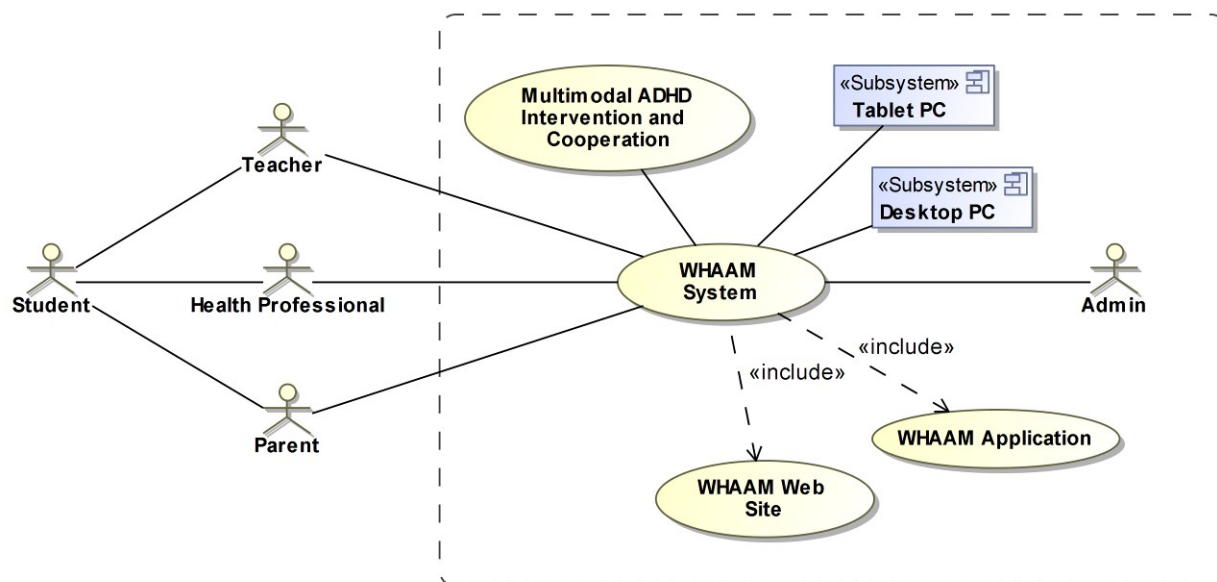 Multimodal ADHD
Intervention and
Cooperation
«Subsystem»
Tablet PC
«Subsystem»
Desktop PC
Teacher
Student
Health Professional
WHAAM
System
Admin
Parent
«include»
«include»
WHAAM Application
WHAAM Web
Site